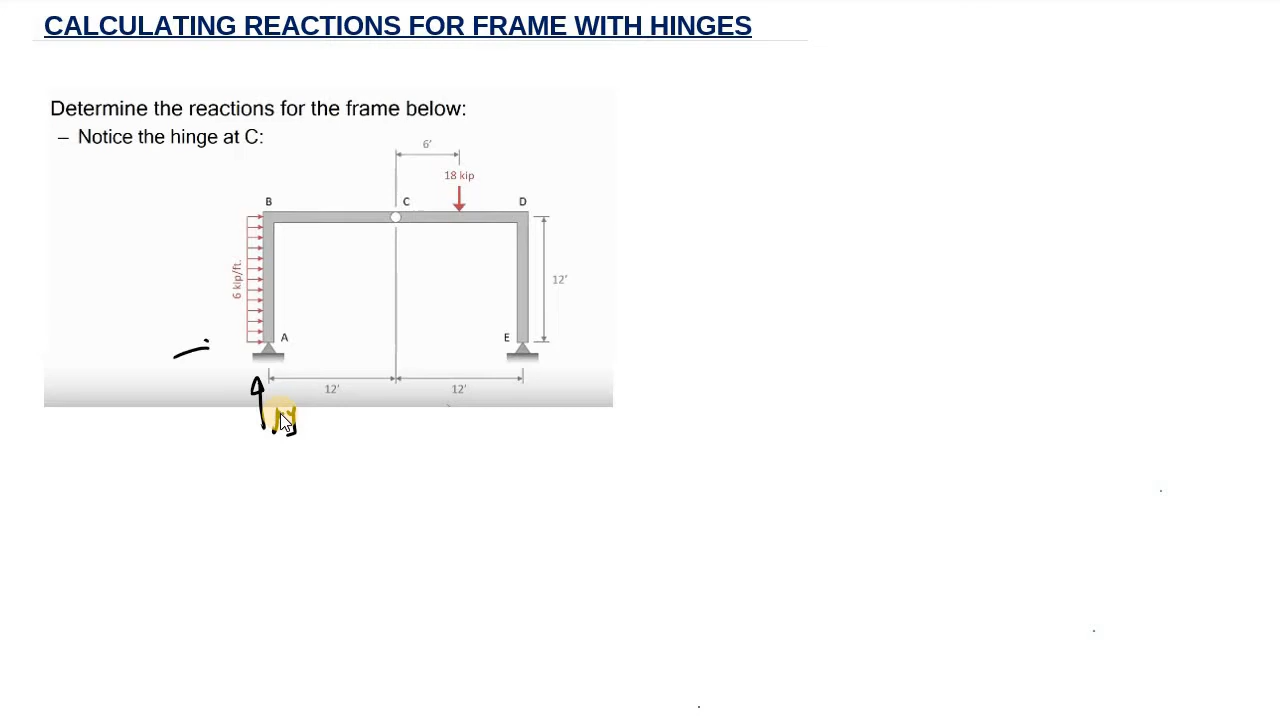 CALCULATING REACTIONS FOR FRAME WITH HINGES
Determine the reactions for the frame below:
– Notice the hinge at C:
6'
18 kip
B
C
D
6 kip/ft.
12'
A
E
12'
12'